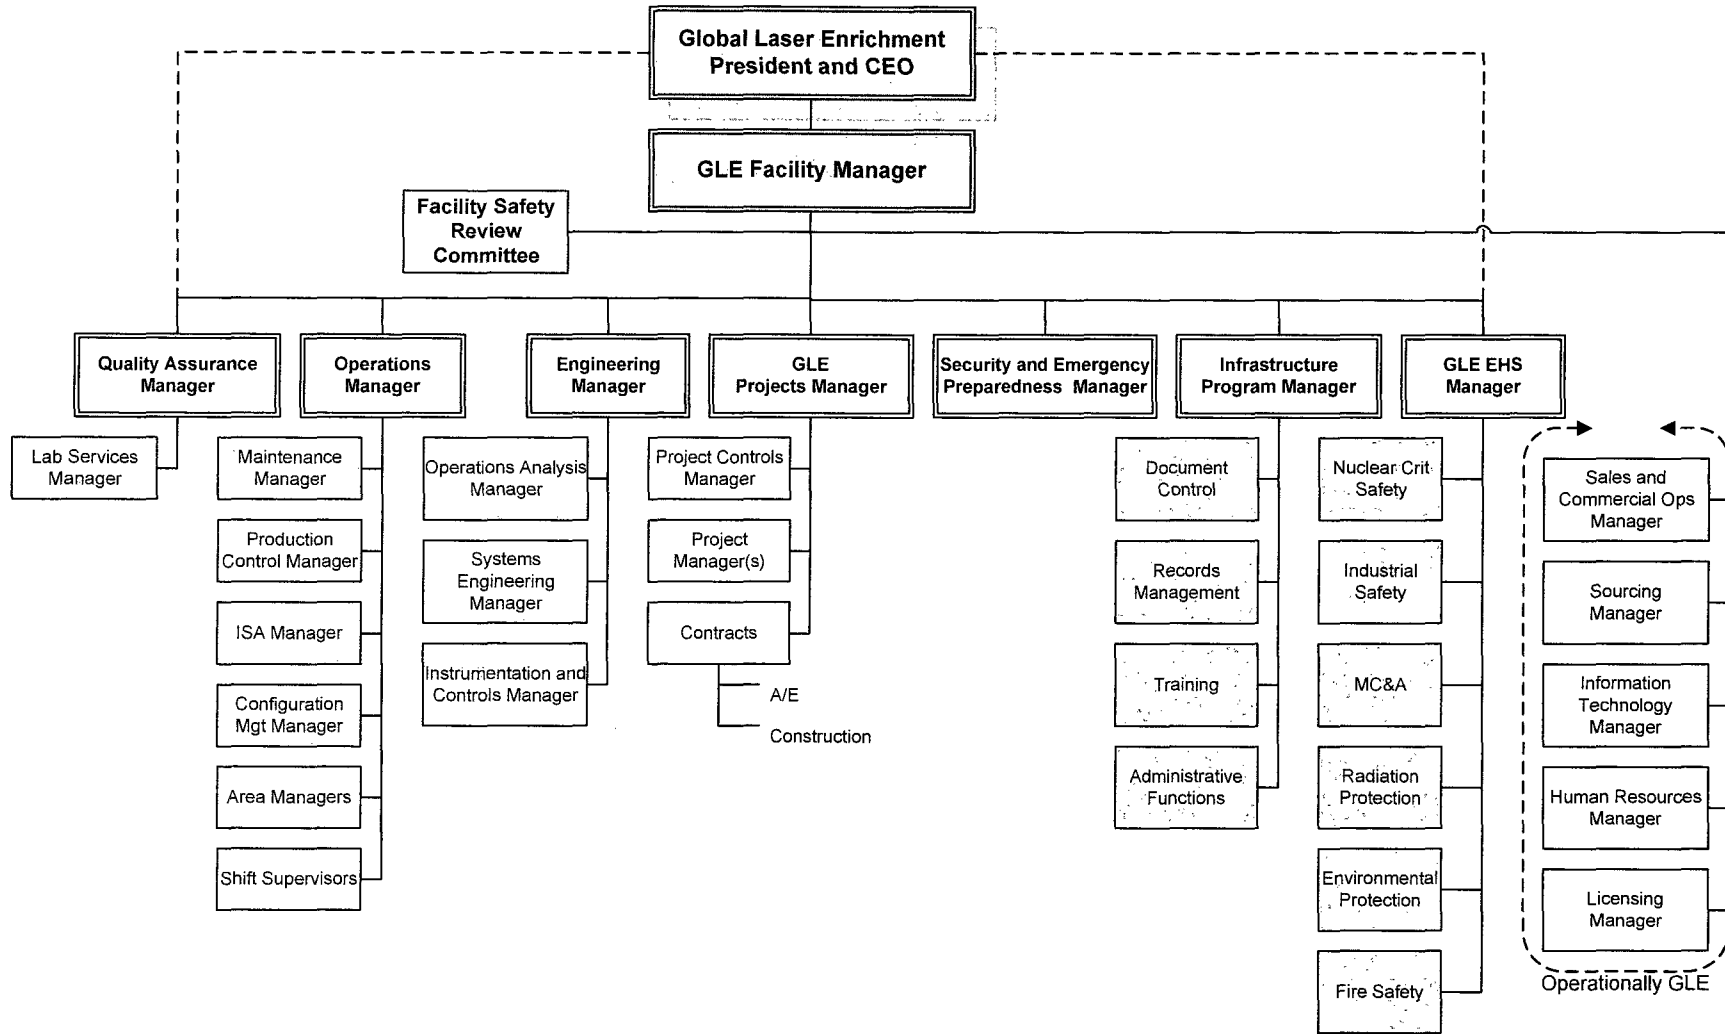 Global Laser Enrichment
President and CEO
GLE Facility Manager
Facility Safety
Review
Committee
Quality Assurance
Manager
Operations
Manager
Engineering
Manager
GLE
Projects Manager
Security and Emergency
Preparedness Manager
Infrastructure
Program Manager
GLE EHS
Manager
Lab Services
Manager
Maintenance
Manager
Production
Control Manager
ISA Manager
Configuration
Mgt Manager
Area Managers
Shift Supervisors
Operations Analysis
Manager
Systems
Engineering
Manager
Instrumentation and
Controls Manager
Project Controls
Manager
Project
Manager(s)
Contracts
A/E
Construction
Document
Control
Records
Management
Training
Administrative
Functions
Nuclear Crit
Safety
Industrial
Safety
MC&A
Radiation
Protection
Environmental
Protection
Fire Safety
Sales and
Commercial Ops
Manager
Sourcing
Manager
Information
Technology
Manager
Human Resources
Manager
Licensing
Manager
Operationally GLE